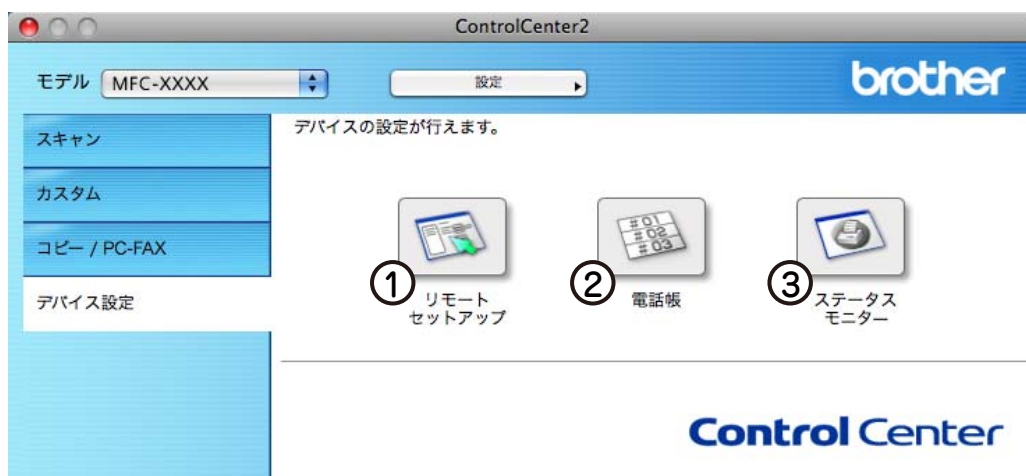 ControlCenter2
モデル MFC-XXXX 設定 brother
スキャン
デバイスの設定が行えます。
カスタム
コピー / PC-FAX
デバイス設定
#01
#02
#03
① リモート
セットアップ
② 電話帳
③ ステータス
モニター
Control Center